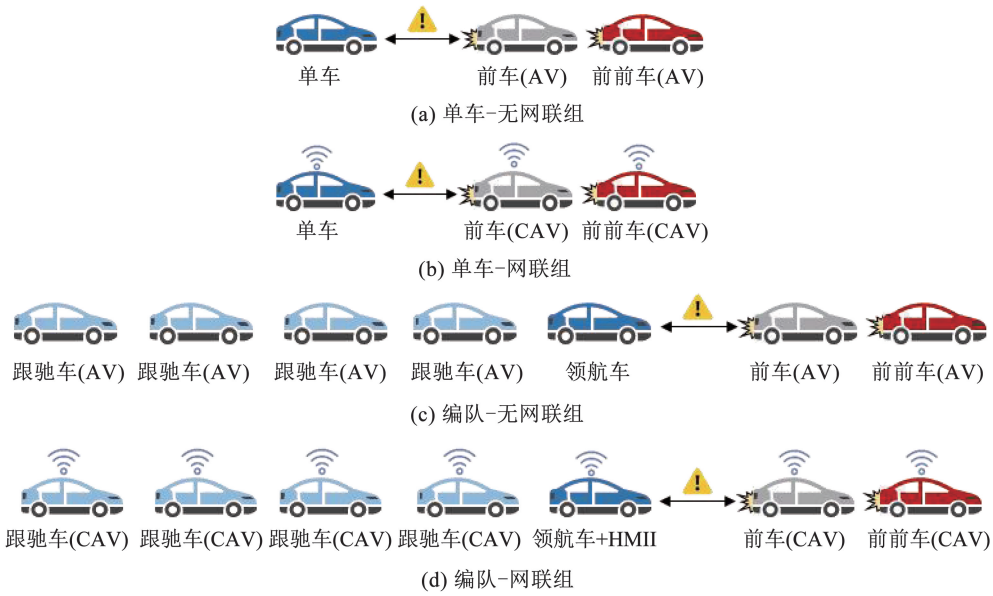 单车 前车(AV) 前前车(AV)
(a) 单车-无网联组
单车 前车(CAV) 前前车(CAV)
(b) 单车-网联组
跟驰车(AV) 跟驰车(AV) 跟驰车(AV) 跟驰车(AV) 领航车 前车(AV) 前前车(AV)
(c) 编队-无网联组
跟驰车(CAV) 跟驰车(CAV) 跟驰车(CAV) 跟驰车(CAV) 领航车+HMII 前车(CAV) 前前车(CAV)
(d) 编队-网联组